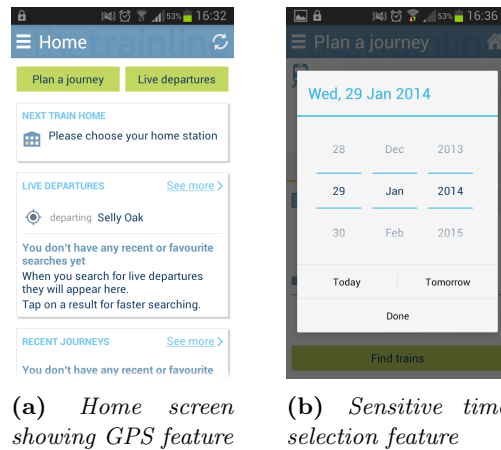 53% 16:32
Home
Plan a journey
Live departures
NEXT TRAIN HOME
Please choose your home station
LIVE DEPARTURES
See more >
departing Selly Oak
You don't have any recent or favourite
searches yet
When you search for live departures
they will appear here.
Tap on a result for faster searching.
RECENT JOURNEYS
See more >
You don't have any recent or favourite
(a) Home screen
showing GPS feature
53% 16:36
Plan a journey
Wed, 29 Jan 2014
28 Dec 2013
29 Jan 2014
30 Feb 2015
Today
Tomorrow
Done
Find trains
(b) Sensitive time
selection feature